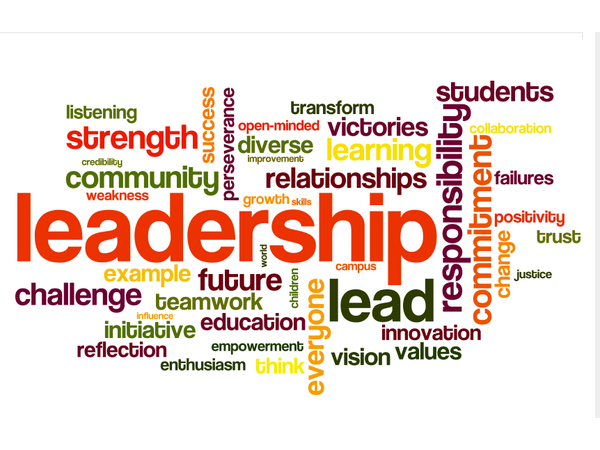 students
success
perseverance
listening
transform
open-minded
victories
collaboration
strength
diverse
learning
responsibility
commitment
credibility
improvement
community
relationships
failures
weakness
growth
skills
leadership
positivity
trust
world
campus
change
justice
example
future
children
challenge
teamwork
lead
everyone
influence
initiative
education
innovation
reflection
empowerment
vision
values
enthusiasm
think